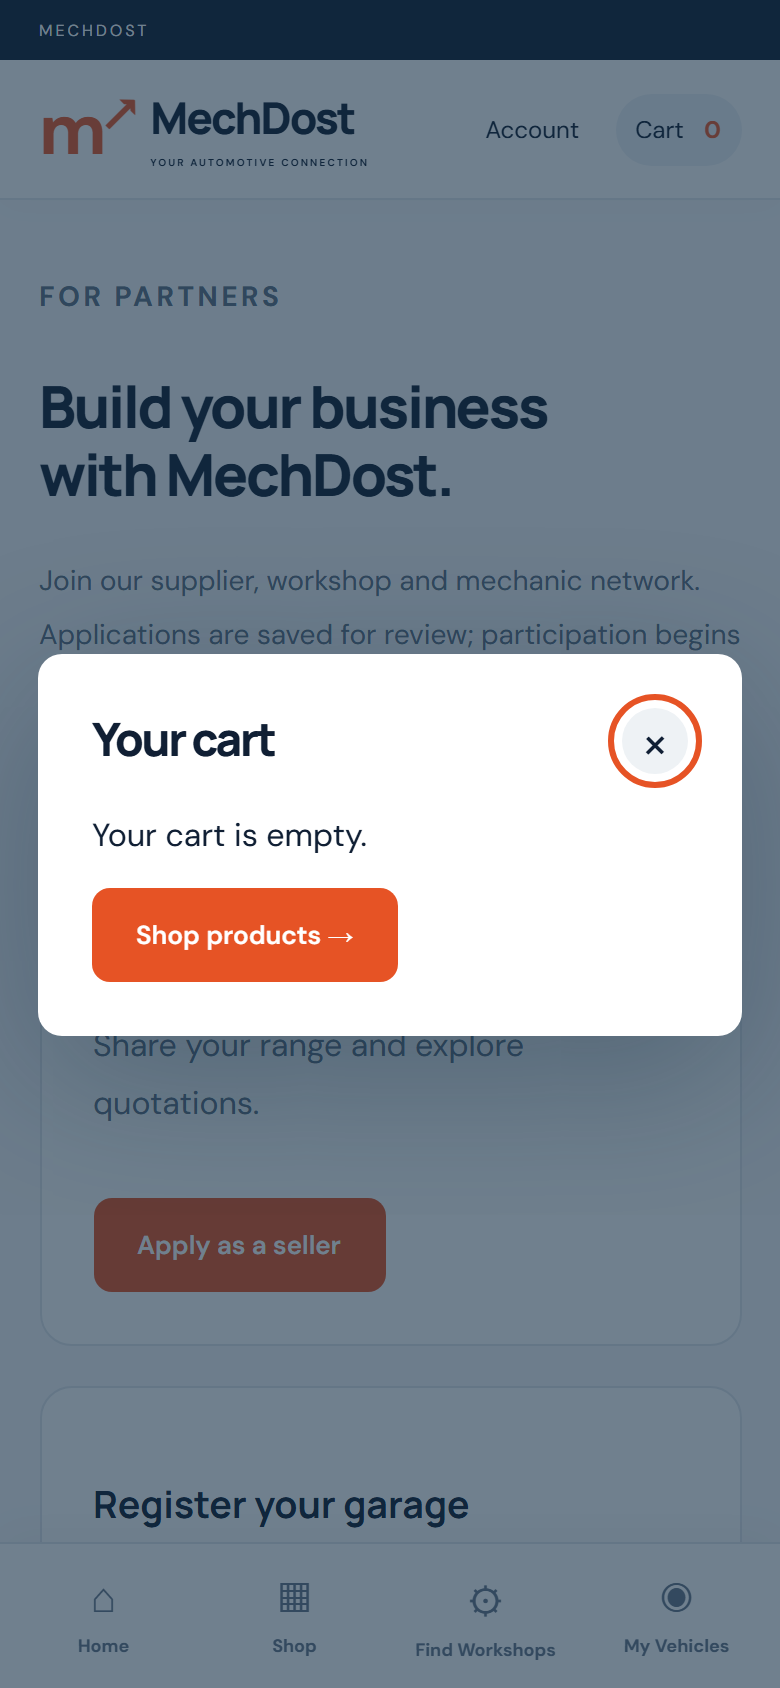 MECHDOST
m MechDost
YOUR AUTOMOTIVE CONNECTION
Account
Cart 0
FOR PARTNERS
Build your business
with MechDost.
Join our supplier, workshop and mechanic network.
Applications are saved for review; participation begins
Your cart
×
Your cart is empty.
Shop products →
Share your range and explore
quotations.
Apply as a seller
Register your garage
Home
Shop
Find Workshops
My Vehicles